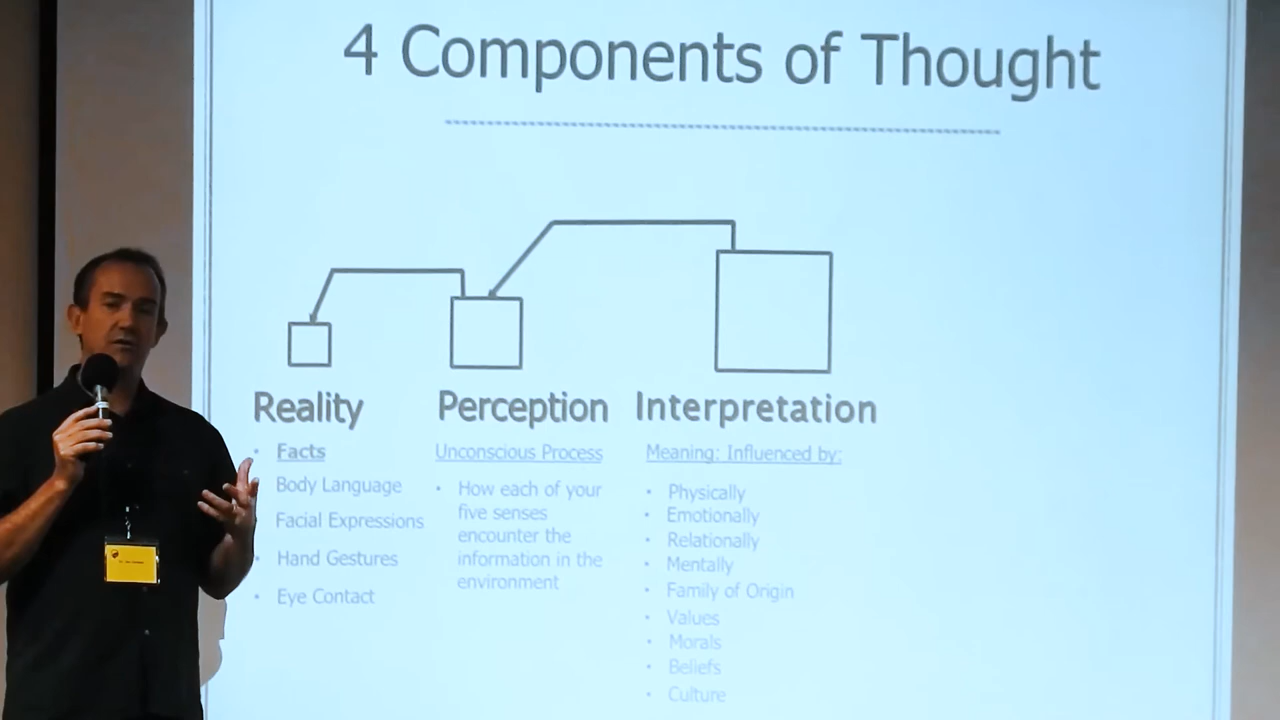 4 Components of Thought
Reality
• Facts
Body Language
Facial Expressions
• Hand Gestures
• Eye Contact
Perception
Unconscious Process
• How each of your
five senses
encounter the
information in the
environment
Interpretation
Meaning: Influenced by:
• Physically
• Emotionally
• Relationally
• Mentally
• Family of Origin
• Values
• Morals
• Beliefs
• Culture